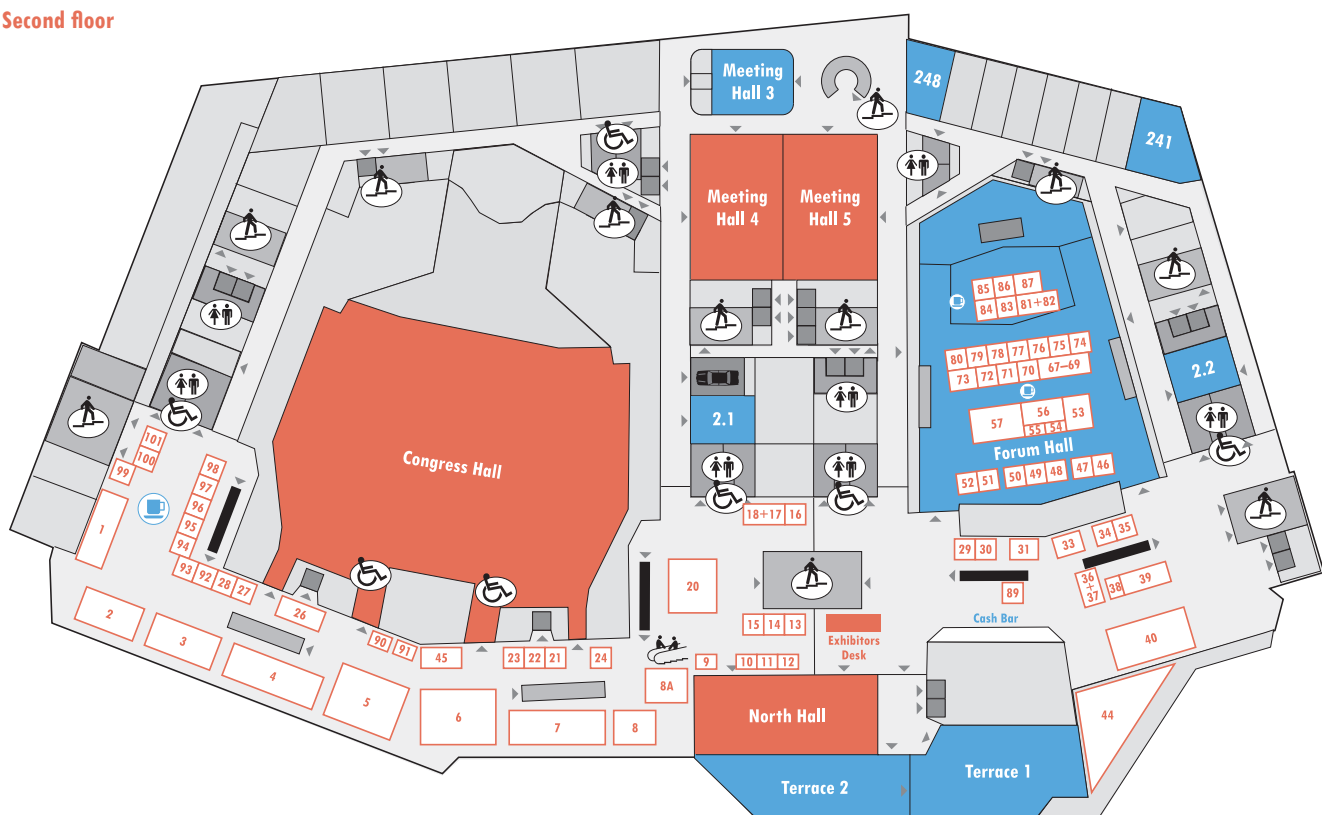 Second floor
Meeting
Hall 3
248
241
Meeting
Hall 4
Meeting
Hall 5
85 86 87
84 83 81+82
80 79 78 77 76 75 74
73 72 71 70 67–69
2.2
2.1
57 56 53
55 54
Forum Hall
Congress Hall
101
100
99
98
97
96
95
94
93 92 28 27
1
52 51 50 49 48 47 46
18+17 16
29 30 31 33 34 35
36
+
37
38 39
89
20
26
2
3
4
5
90 91
45
23 22 21
24
15 14 13
Exhibitors
Desk
Cash Bar
40
9
10 11 12
8A
6
7
8
North Hall
44
Terrace 2
Terrace 1